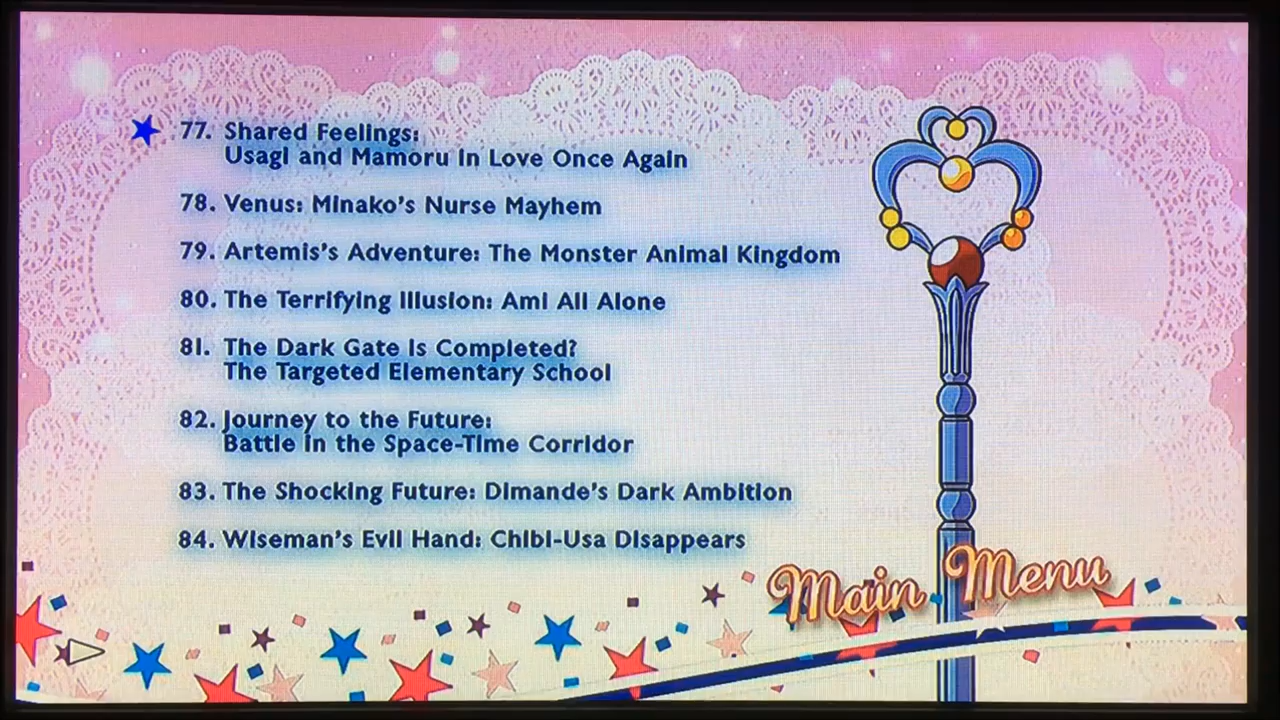 77. Shared Feelings:
Usagi and Mamoru in Love Once Again
78. Venus: Minako's Nurse Mayhem
79. Artemis's Adventure: The Monster Animal Kingdom
80. The Terrifying Illusion: Ami All Alone
81. The Dark Gate is Completed?
The Targeted Elementary School
82. Journey to the Future:
Battle in the Space-Time Corridor
83. The Shocking Future: Dimande's Dark Ambition
84. Wiseman's Evil Hand: Chibi-Usa Disappears
Main Menu